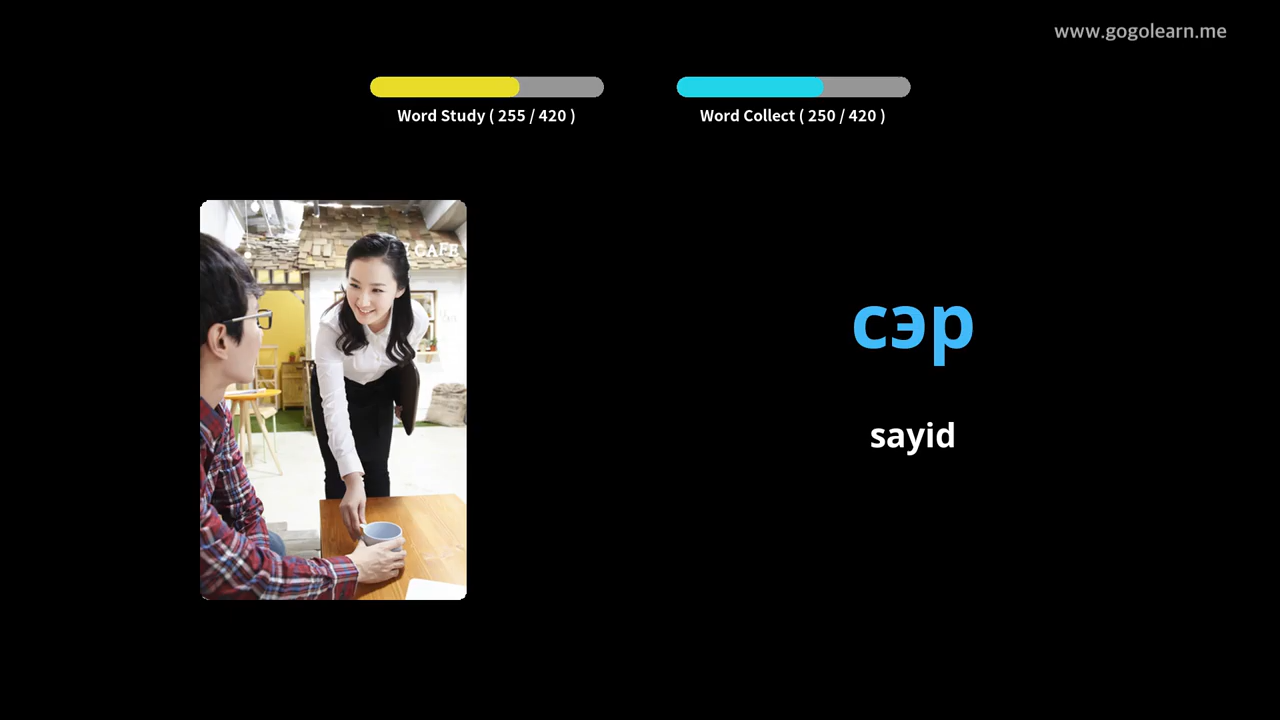 www.gogolearn.me
Word Study ( 255 / 420 )
Word Collect ( 250 / 420 )
E CAFE
сэр
sayid